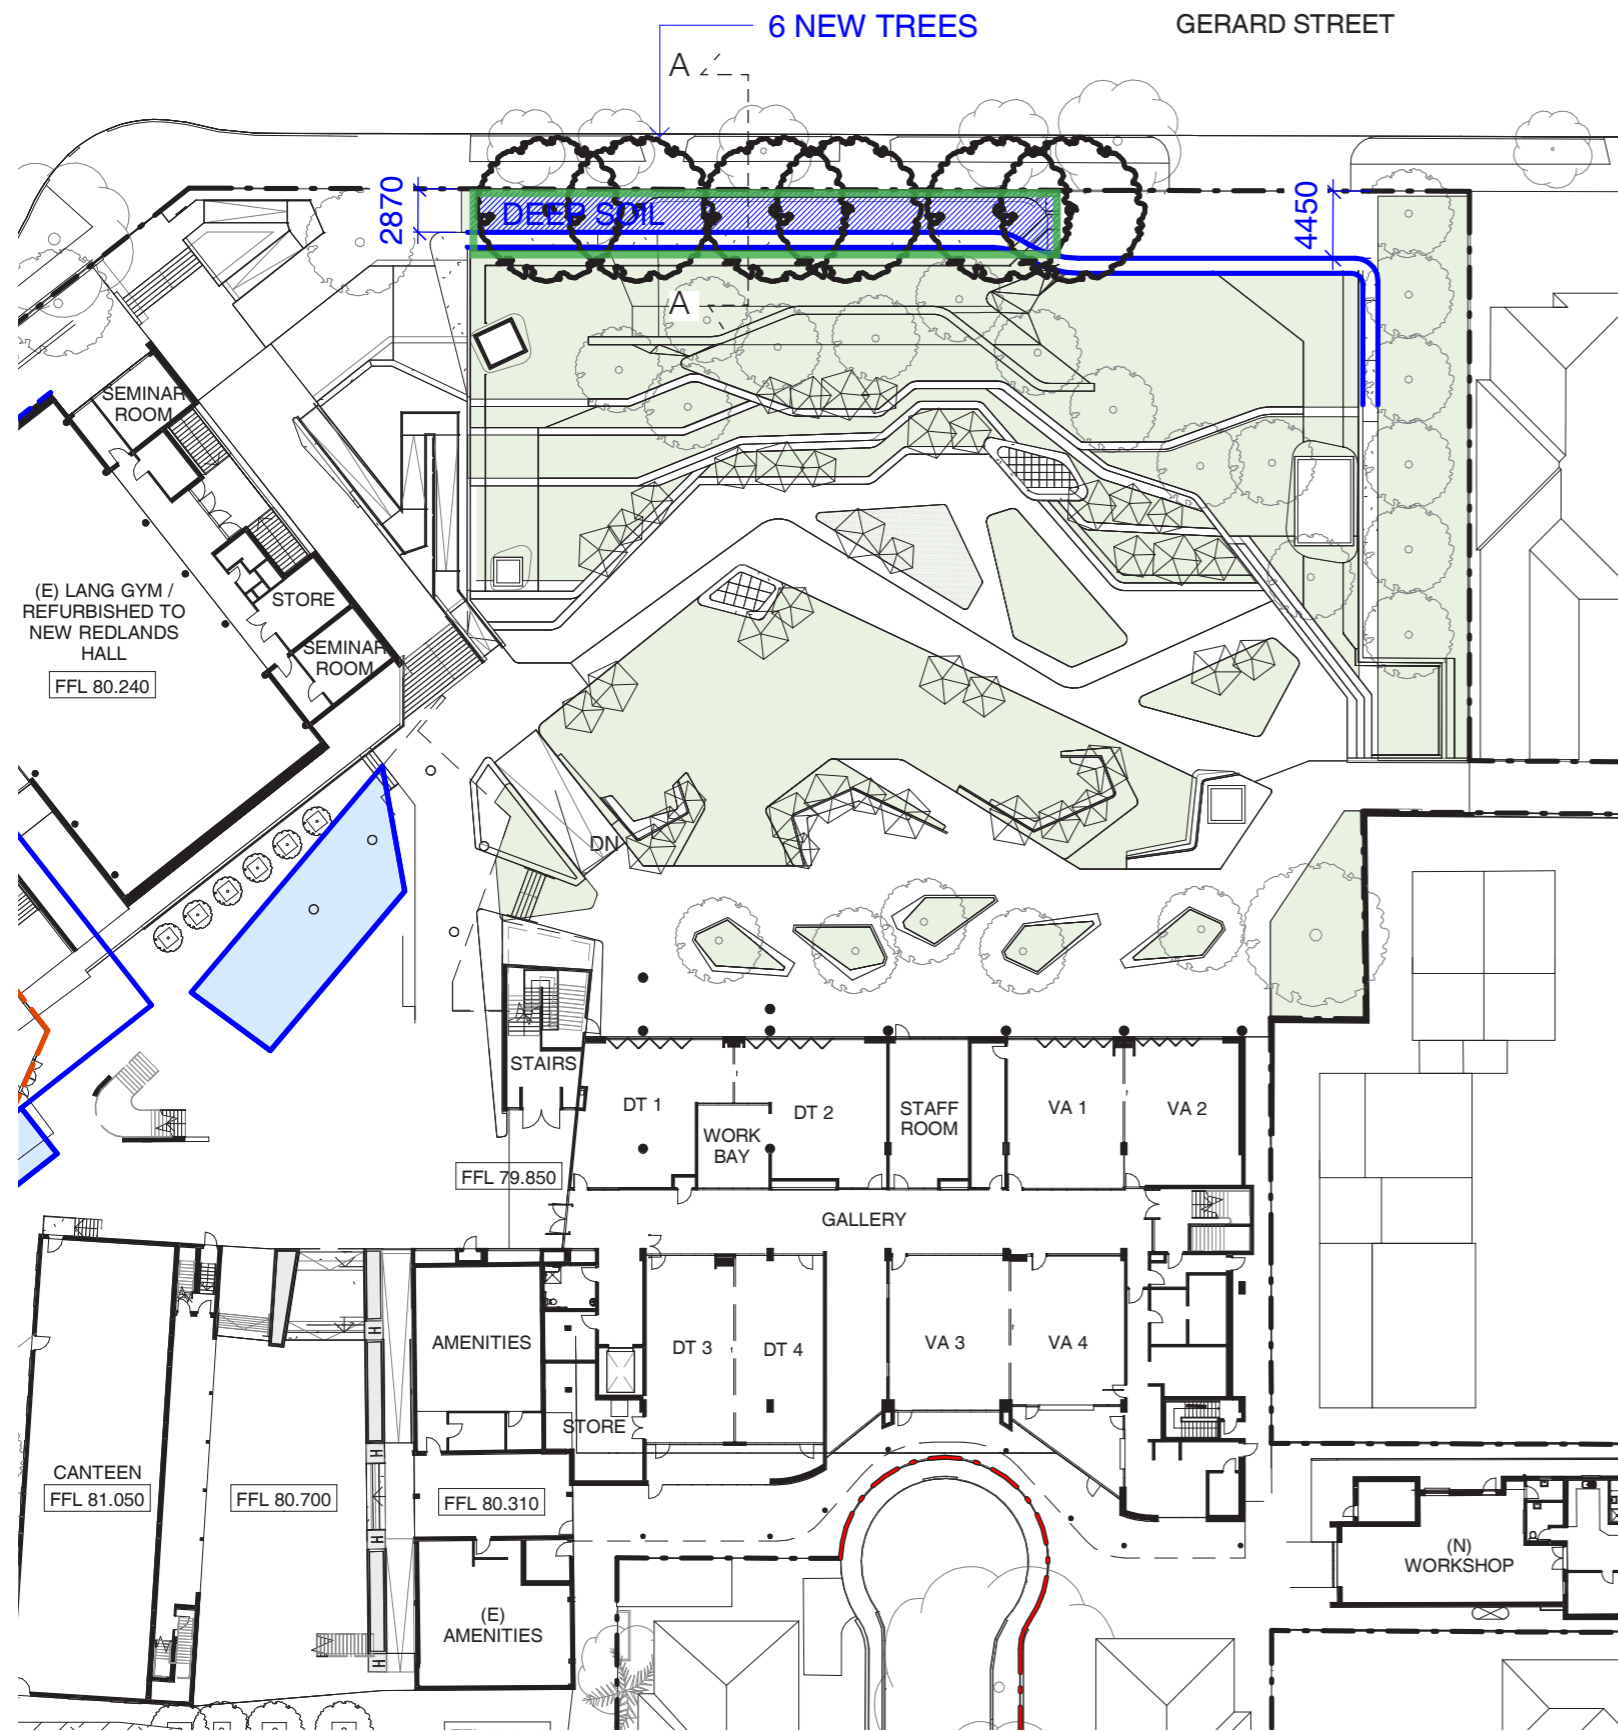 6 NEW TREES
GERARD STREET
A
2870
DEEP SOIL
4450
A
SEMINAR
ROOM
(E) LANG GYM /
REFURBISHED TO
NEW REDLANDS
HALL
FFL 80.240
STORE
SEMINAR
ROOM
DN
STAIRS
DT 1
DT 2
WORK
BAY
STAFF
ROOM
VA 1
VA 2
FFL 79.850
GALLERY
AMENITIES
DT 3
DT 4
VA 3
VA 4
H
H
STORE
CANTEEN
FFL 81.050
FFL 80.700
H
FFL 80.310
H
H
(E)
AMENITIES
H
(N)
WORKSHOP